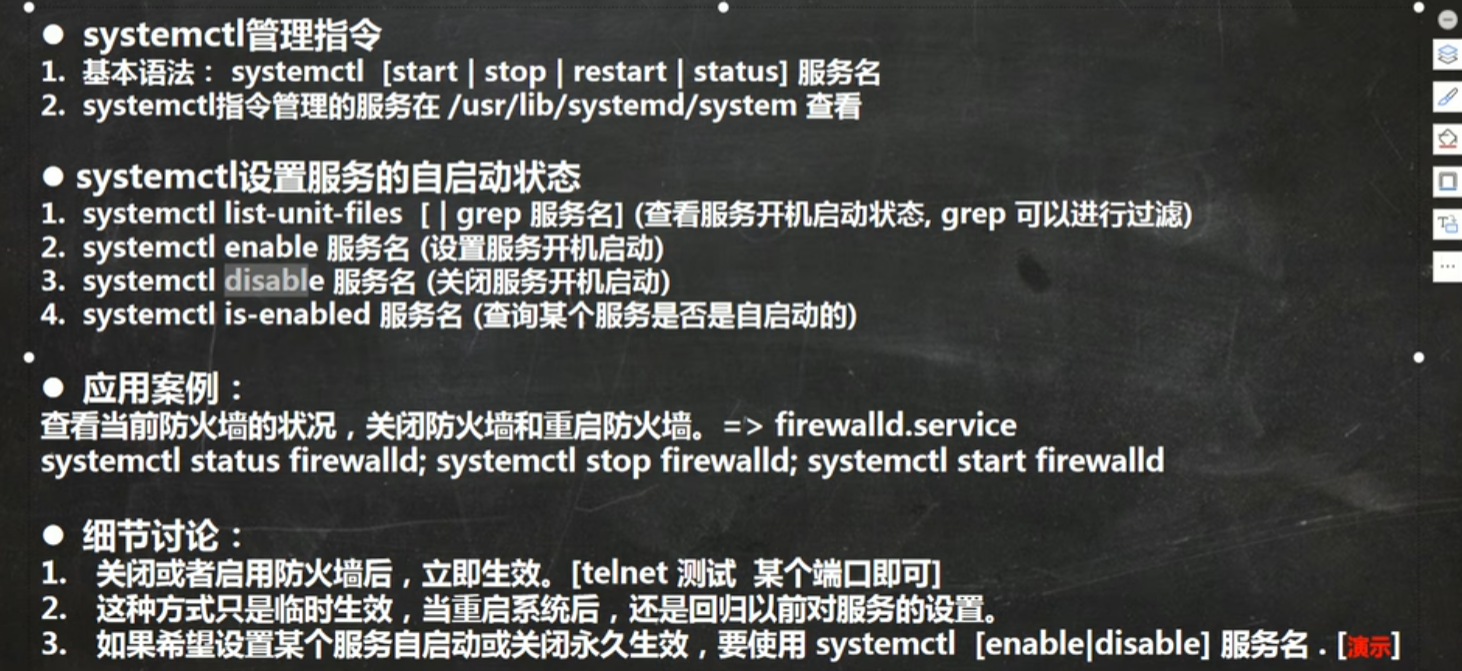 ● systemctl管理指令
1. 基本语法： systemctl [start | stop | restart | status] 服务名
2. systemctl指令管理的服务在 /usr/lib/systemd/system 查看
● systemctl设置服务的自启动状态
1. systemctl list-unit-files [ | grep 服务名] (查看服务开机启动状态, grep 可以进行过滤)
2. systemctl enable 服务名 (设置服务开机启动)
3. systemctl disable 服务名 (关闭服务开机启动)
4. systemctl is-enabled 服务名 (查询某个服务是否是自启动的)
● 应用案例：
查看当前防火墙的状况，关闭防火墙和重启防火墙。=> firewalld.service
systemctl status firewalld; systemctl stop firewalld; systemctl start firewalld
● 细节讨论：
1. 关闭或者启用防火墙后，立即生效。[telnet 测试 某个端口即可]
2. 这种方式只是临时生效，当重启系统后，还是回归以前对服务的设置。
3. 如果希望设置某个服务自启动或关闭永久生效，要使用 systemctl [enable|disable] 服务名 . [演示]